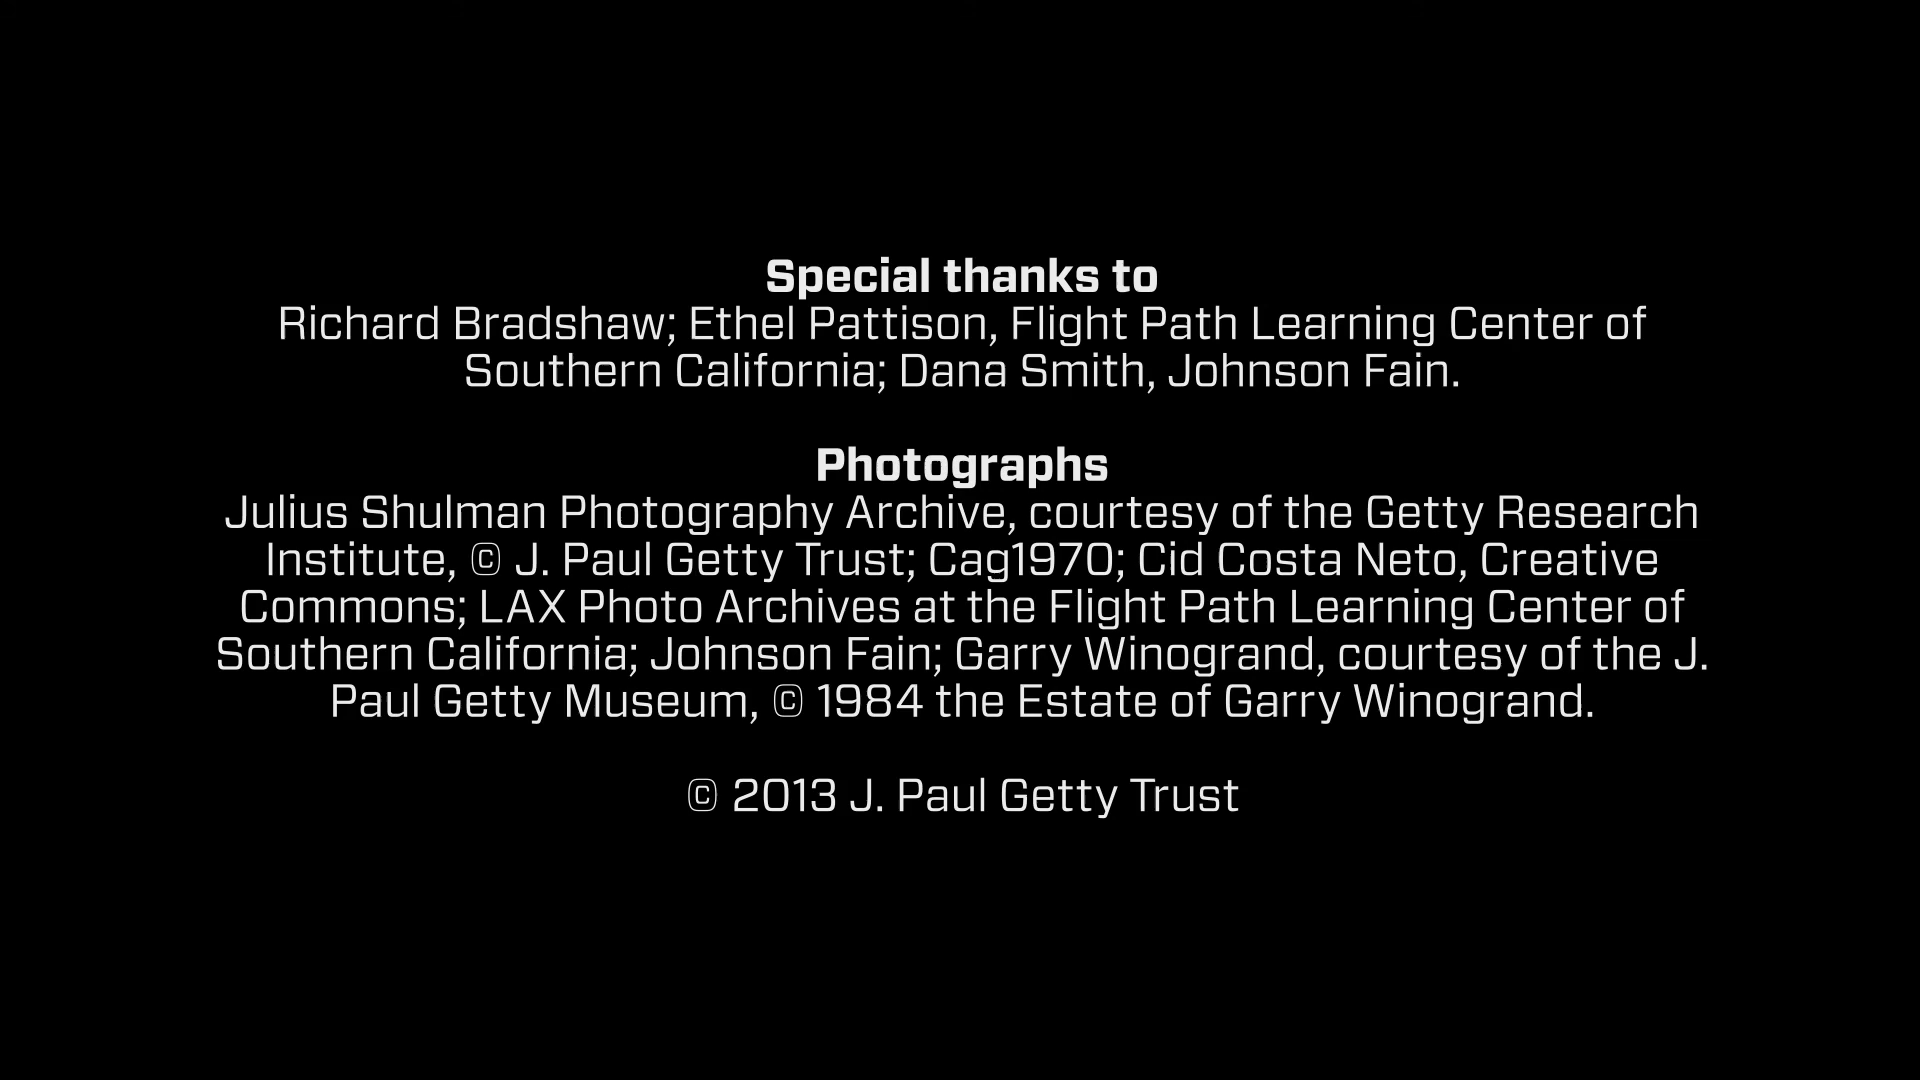 Special thanks to
Richard Bradshaw; Ethel Pattison, Flight Path Learning Center of
Southern California; Dana Smith, Johnson Fain.
Photographs
Julius Shulman Photography Archive, courtesy of the Getty Research
Institute, © J. Paul Getty Trust; Cag1970; Cid Costa Neto, Creative
Commons; LAX Photo Archives at the Flight Path Learning Center of
Southern California; Johnson Fain; Garry Winogrand, courtesy of the J.
Paul Getty Museum, © 1984 the Estate of Garry Winogrand.
© 2013 J. Paul Getty Trust